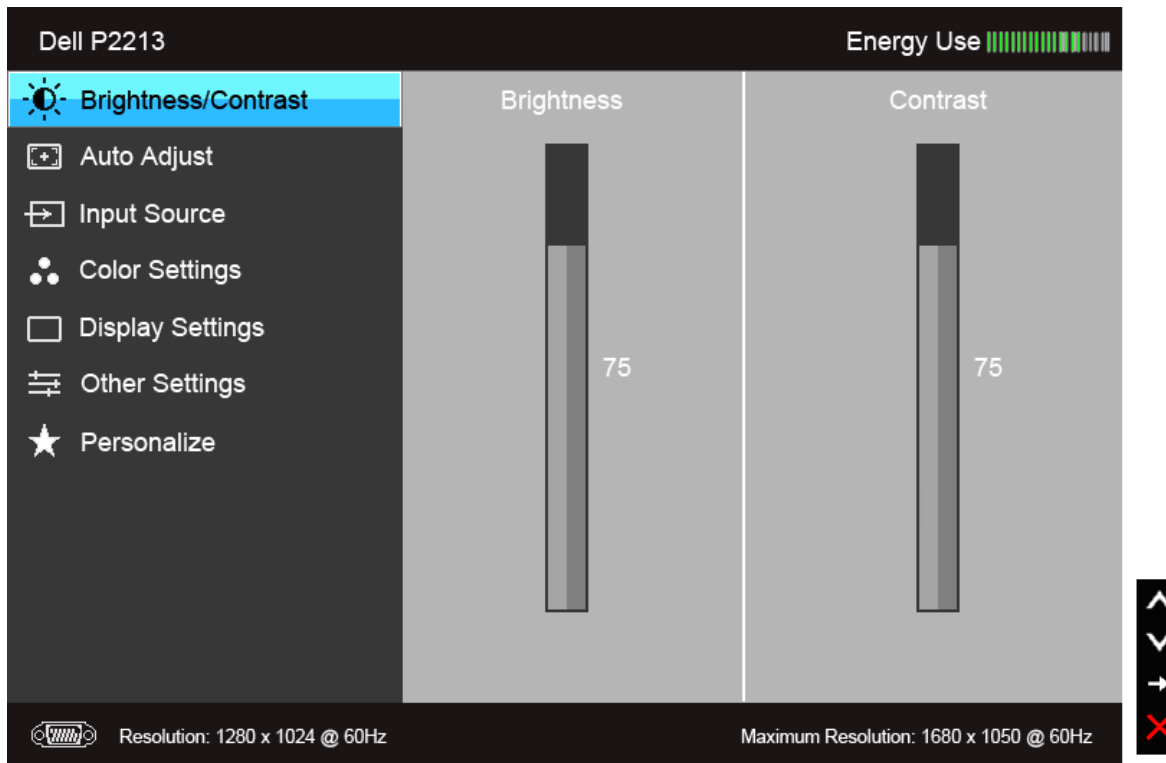 Dell P2213
Energy Use
Brightness/Contrast
Auto Adjust
Input Source
Color Settings
Display Settings
Other Settings
Personalize
Brightness
75
Contrast
75
Resolution: 1280 x 1024 @ 60Hz
Maximum Resolution: 1680 x 1050 @ 60Hz